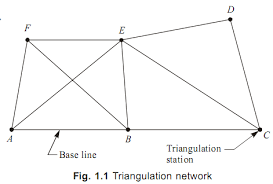 D
F
E
A
B
C
Base line
Triangulation
station
Fig. 1.1 Triangulation network